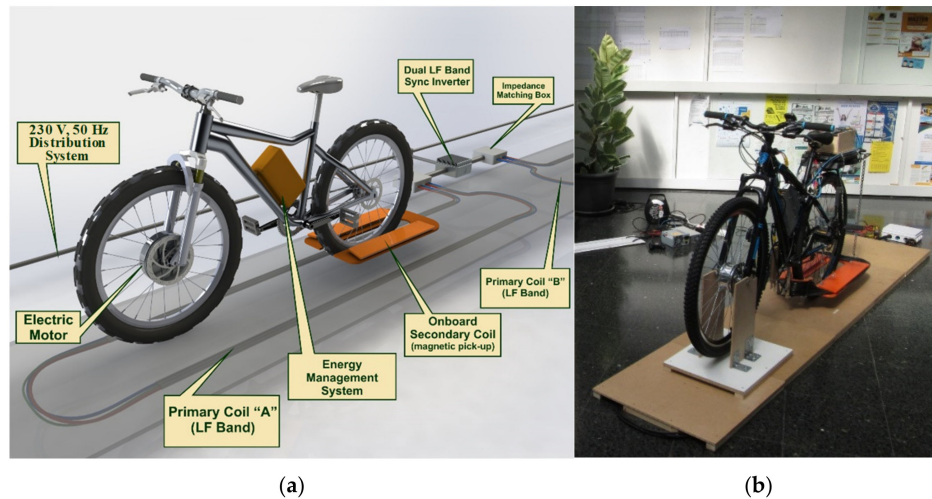 Dual LF Band
Sync Inverter
Impedance
Matching Box
230 V, 50 Hz
Distribution
System
Primary Coil “B”
(LF Band)
Electric
Motor
Onboard
Secondary Coil
(magnetic pick-up)
Energy
Management
System
Primary Coil “A”
(LF Band)
(a)
(b)